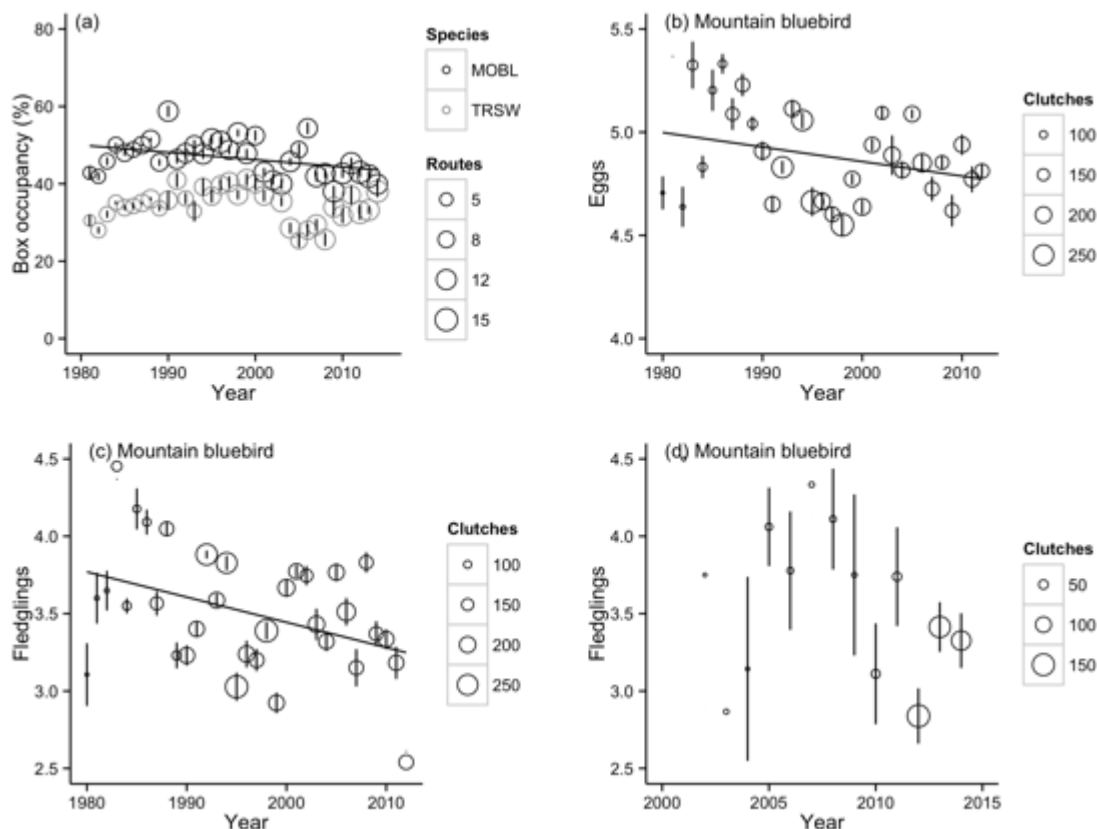 (a)
80
60
40
20
0
Box occupancy (%)
1980
1990
2000
2010
Year
Species
MOBL
TRSW
Routes
5
8
12
15
(b) Mountain bluebird
5.5
5.0
4.5
4.0
Eggs
1980
1990
2000
2010
Year
Clutches
100
150
200
250
(c) Mountain bluebird
4.5
4.0
3.5
3.0
2.5
Fledglings
1980
1990
2000
2010
Year
Clutches
100
150
200
250
(d) Mountain bluebird
4.5
4.0
3.5
3.0
2.5
Fledglings
2000
2005
2010
2015
Year
Clutches
50
100
150